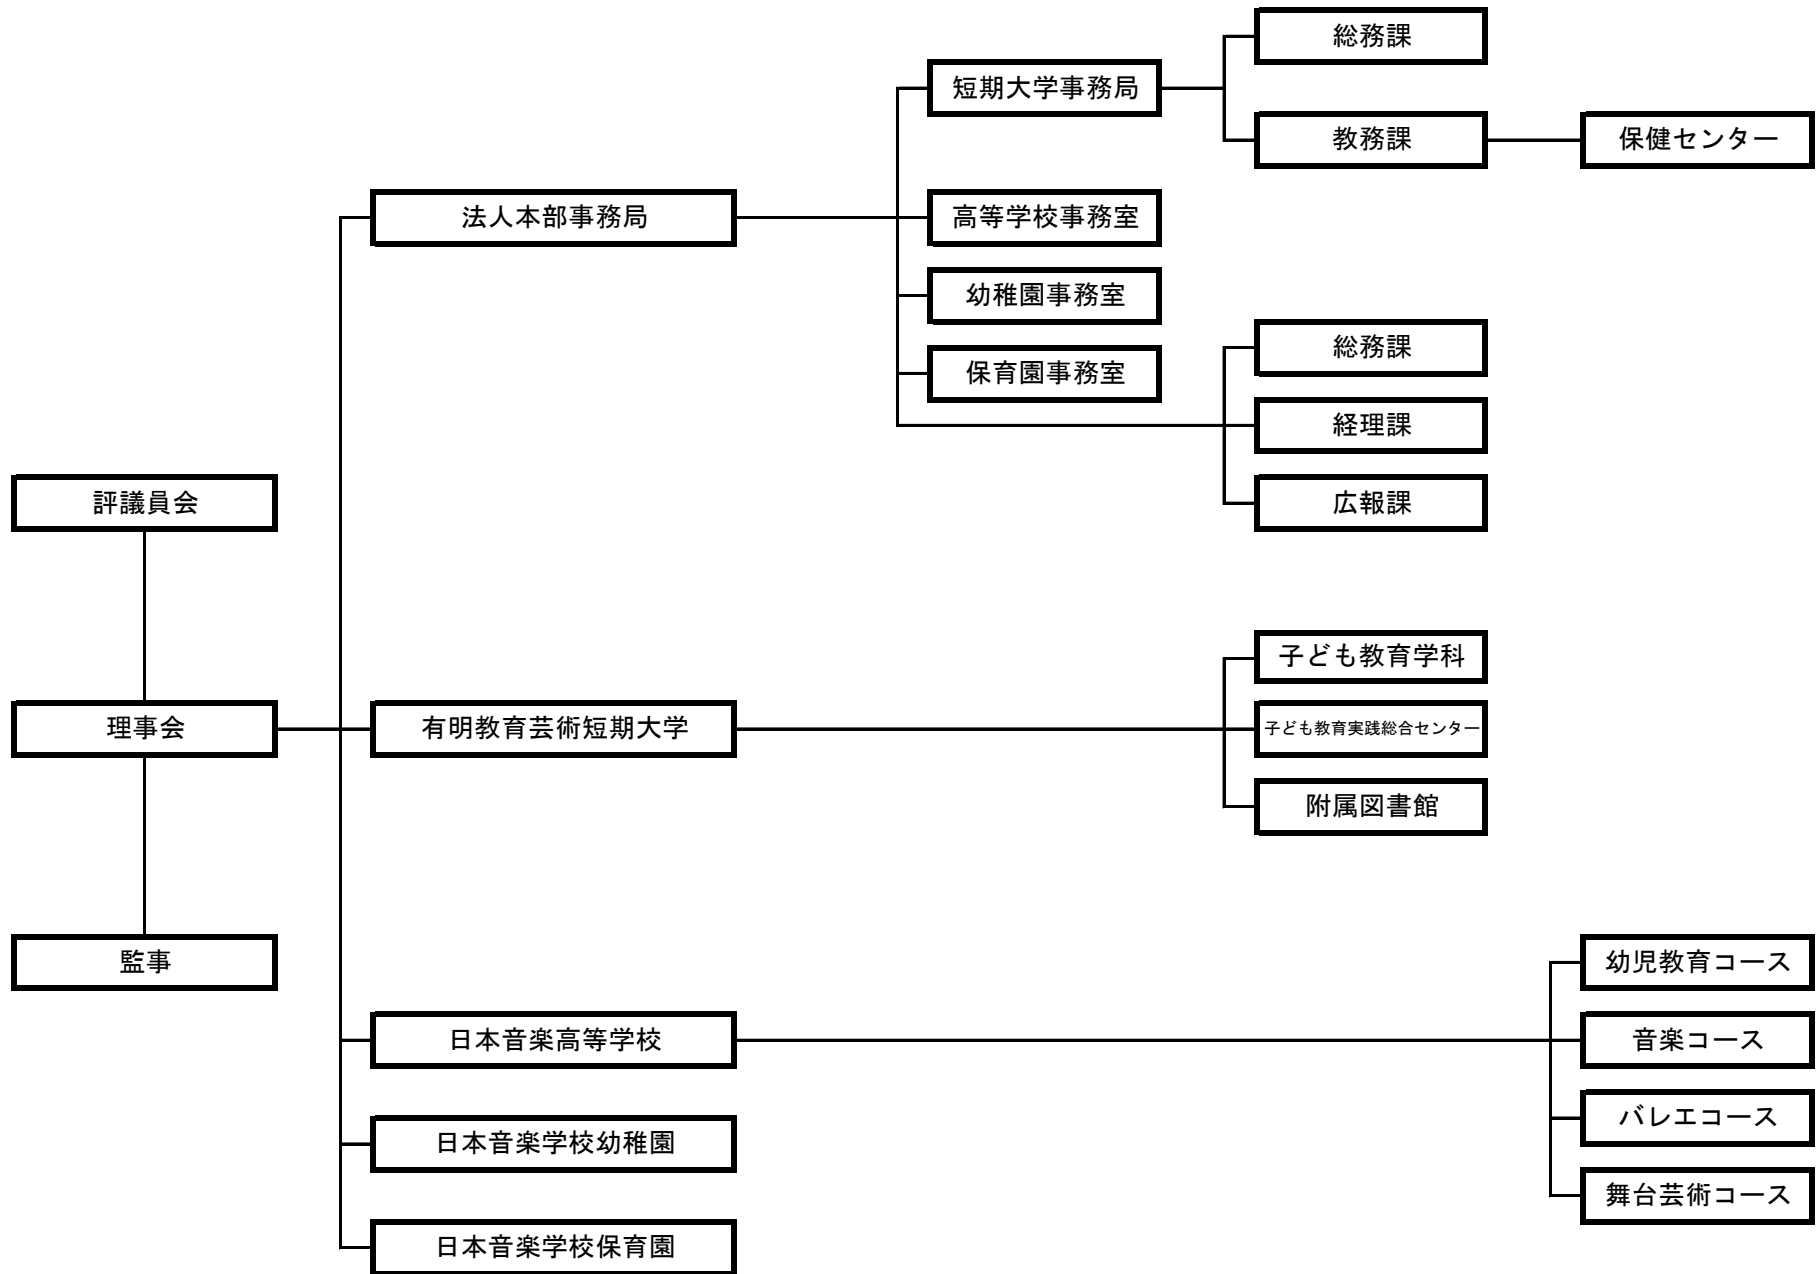 総務課
短期大学事務局
教務課
保健センター
法人本部事務局
高等学校事務室
幼稚園事務室
総務課
保育園事務室
経理課
評議員会
広報課
子ども教育学科
理事会
有明教育芸術短期大学
子ども教育実践総合センター
附属図書館
監事
幼児教育コース
日本音楽高等学校
音楽コース
バレエコース
日本音楽学校幼稚園
舞台芸術コース
日本音楽学校保育園